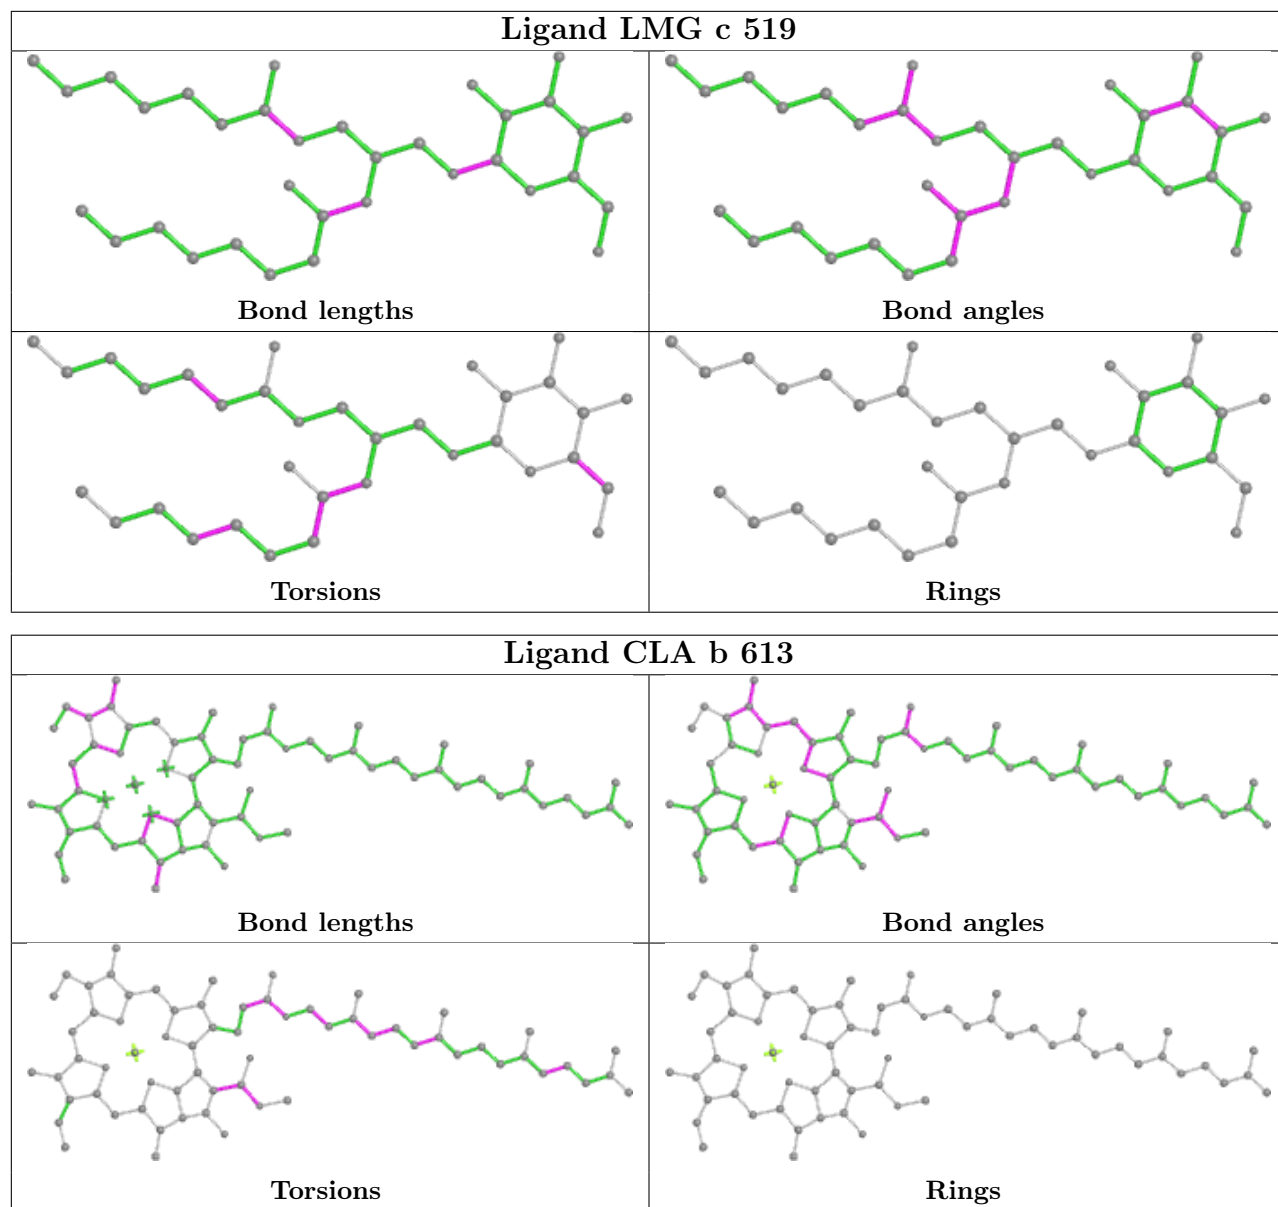 Ligand LMG c 519
Bond lengths
Bond angles
Torsions
Rings
Ligand CLA b 613
Bond lengths
Bond angles
Torsions
Rings